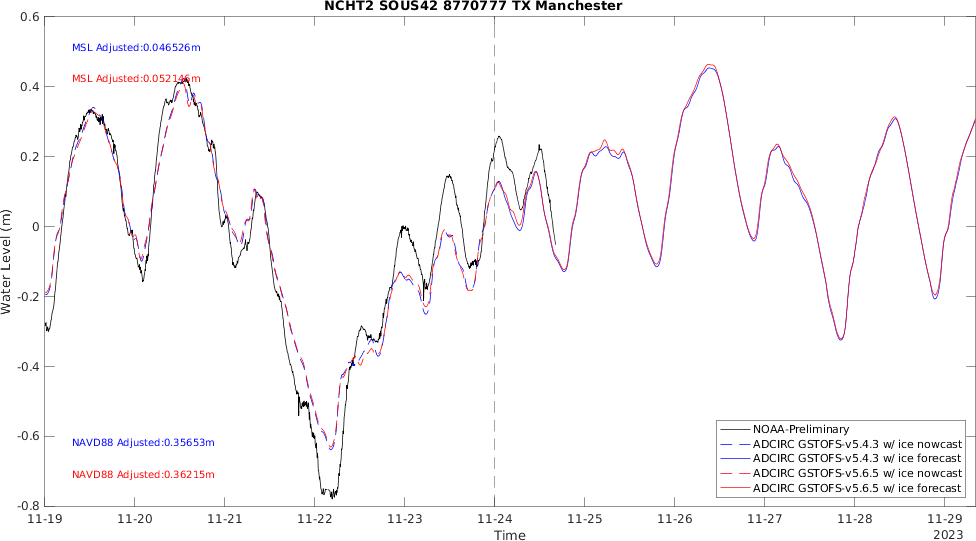 NCHT2 SOUS42 8770777 TX Manchester
0.6
MSL Adjusted:0.046526m
MSL Adjusted:0.052146m
0.4
0.2
0
-0.2
-0.4
-0.6
-0.8
Water Level (m)
NAVD88 Adjusted:0.35653m
NAVD88 Adjusted:0.36215m
NOAA-Preliminary
ADCIRC GSTOFS-v5.4.3 w/ ice nowcast
ADCIRC GSTOFS-v5.4.3 w/ ice forecast
ADCIRC GSTOFS-v5.6.5 w/ ice nowcast
ADCIRC GSTOFS-v5.6.5 w/ ice forecast
11-19 11-20 11-21 11-22 11-23 11-24 11-25 11-26 11-27 11-28 11-29
Time
2023